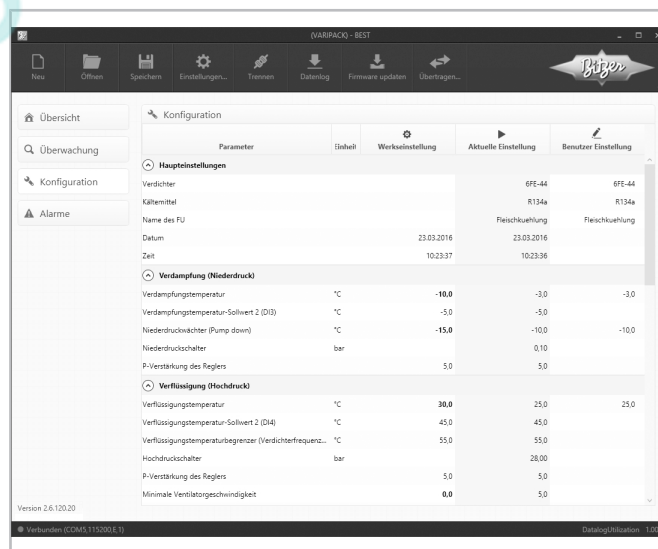 (VARIPACK) - BEST
Neu Öffnen Speichern Einstellungen... Trennen Datenlog Firmware updaten Übertragen...
Bitzer
Übersicht
Überwachung
Konfiguration
Alarme
Konfiguration
Parameter Einheit Werkseinstellung Aktuelle Einstellung Benutzer Einstellung
Haupteinstellungen
Verdichter 6FE-44 6FE-44
Kältemittel R134a R134a
Name des FU Fleischkuehlung Fleischkuehlung
Datum 23.03.2016 23.03.2016
Zeit 10:23:37 10:23:36
Verdampfung (Niederdruck)
Verdampfungstemperatur °C -10,0 -3,0 -3,0
Verdampfungstemperatur-Sollwert 2 (DI3) °C -5,0 -5,0
Niederdruckwächter (Pump down) °C -15,0 -10,0 -10,0
Niederdruckschalter bar 0,10
P-Verstärkung des Reglers 5,0 5,0
Verflüssigung (Hochdruck)
Verflüssigungstemperatur °C 30,0 25,0 25,0
Verflüssigungstemperatur-Sollwert 2 (DI4) °C 45,0 45,0
Verflüssigungstemperaturbegrenzer (Verdichterfrequenz... °C 55,0 55,0
Hochdruckschalter bar 28,00
P-Verstärkung des Reglers 5,0 5,0
Minimale Ventilatorgeschwindigkeit 0,0 5,0
Version 2.6.120.20
Verbunden (COM5,115200,E,1) DatalogUtilization 1.00